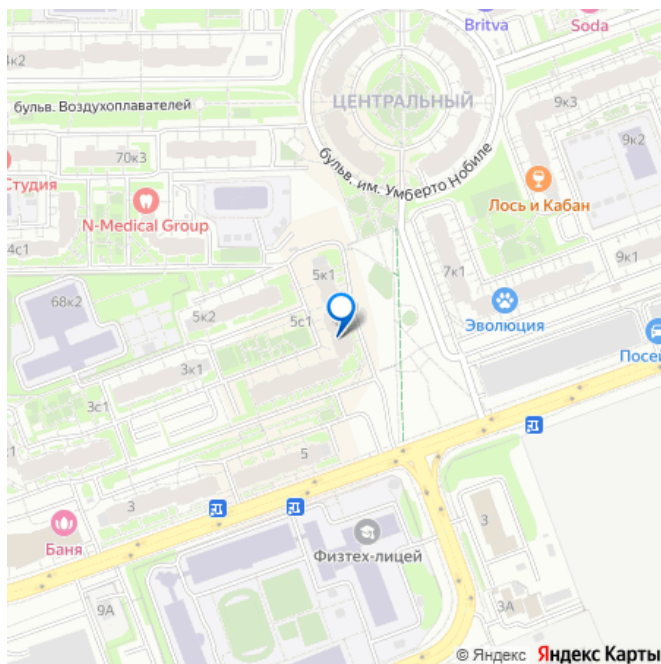 Britva
Soda
4к2
бульв. Воздухоплавателей
ЦЕНТРАЛЬНЫЙ
9к3
9к2
70к3
бульв. им. Умберто Нобиле
Студия
N-Medical Group
Лось и Кабан
4с1
5к1
7к1
9к1
68к2
5к2
5с1
Эволюция
Посей
3к1
3с1
к1
5
3
Баня
Физтех-лицей
3
9А
3А
© Яндекс Яндекс Карты